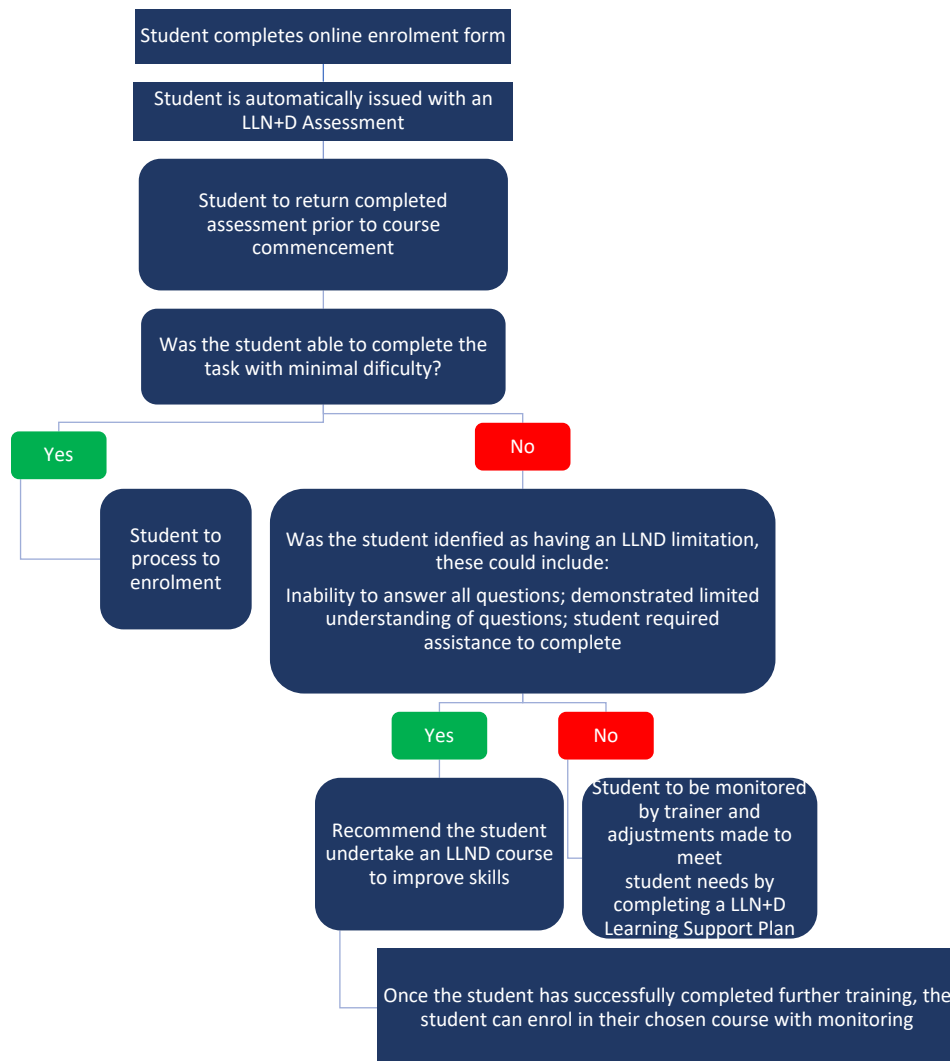 Student completes online enrolment form
Student is automatically issued with an
LLN+D Assessment
Student to return completed
assessment prior to course
commencement
Was the student able to complete the
task with minimal dificulty?
Yes
No
Student to
process to
enrolment
Was the student idenfied as having an LLND limitation,
these could include:
Inability to answer all questions; demonstrated limited
understanding of questions; student required
assistance to complete
Yes
No
Recommend the student
undertake an LLND course
to improve skills
Student to be monitored
by trainer and
adjustments made to
meet
student needs by
completing a LLN+D
Learning Support Plan
Once the student has successfully completed further training, the
student can enrol in their chosen course with monitoring